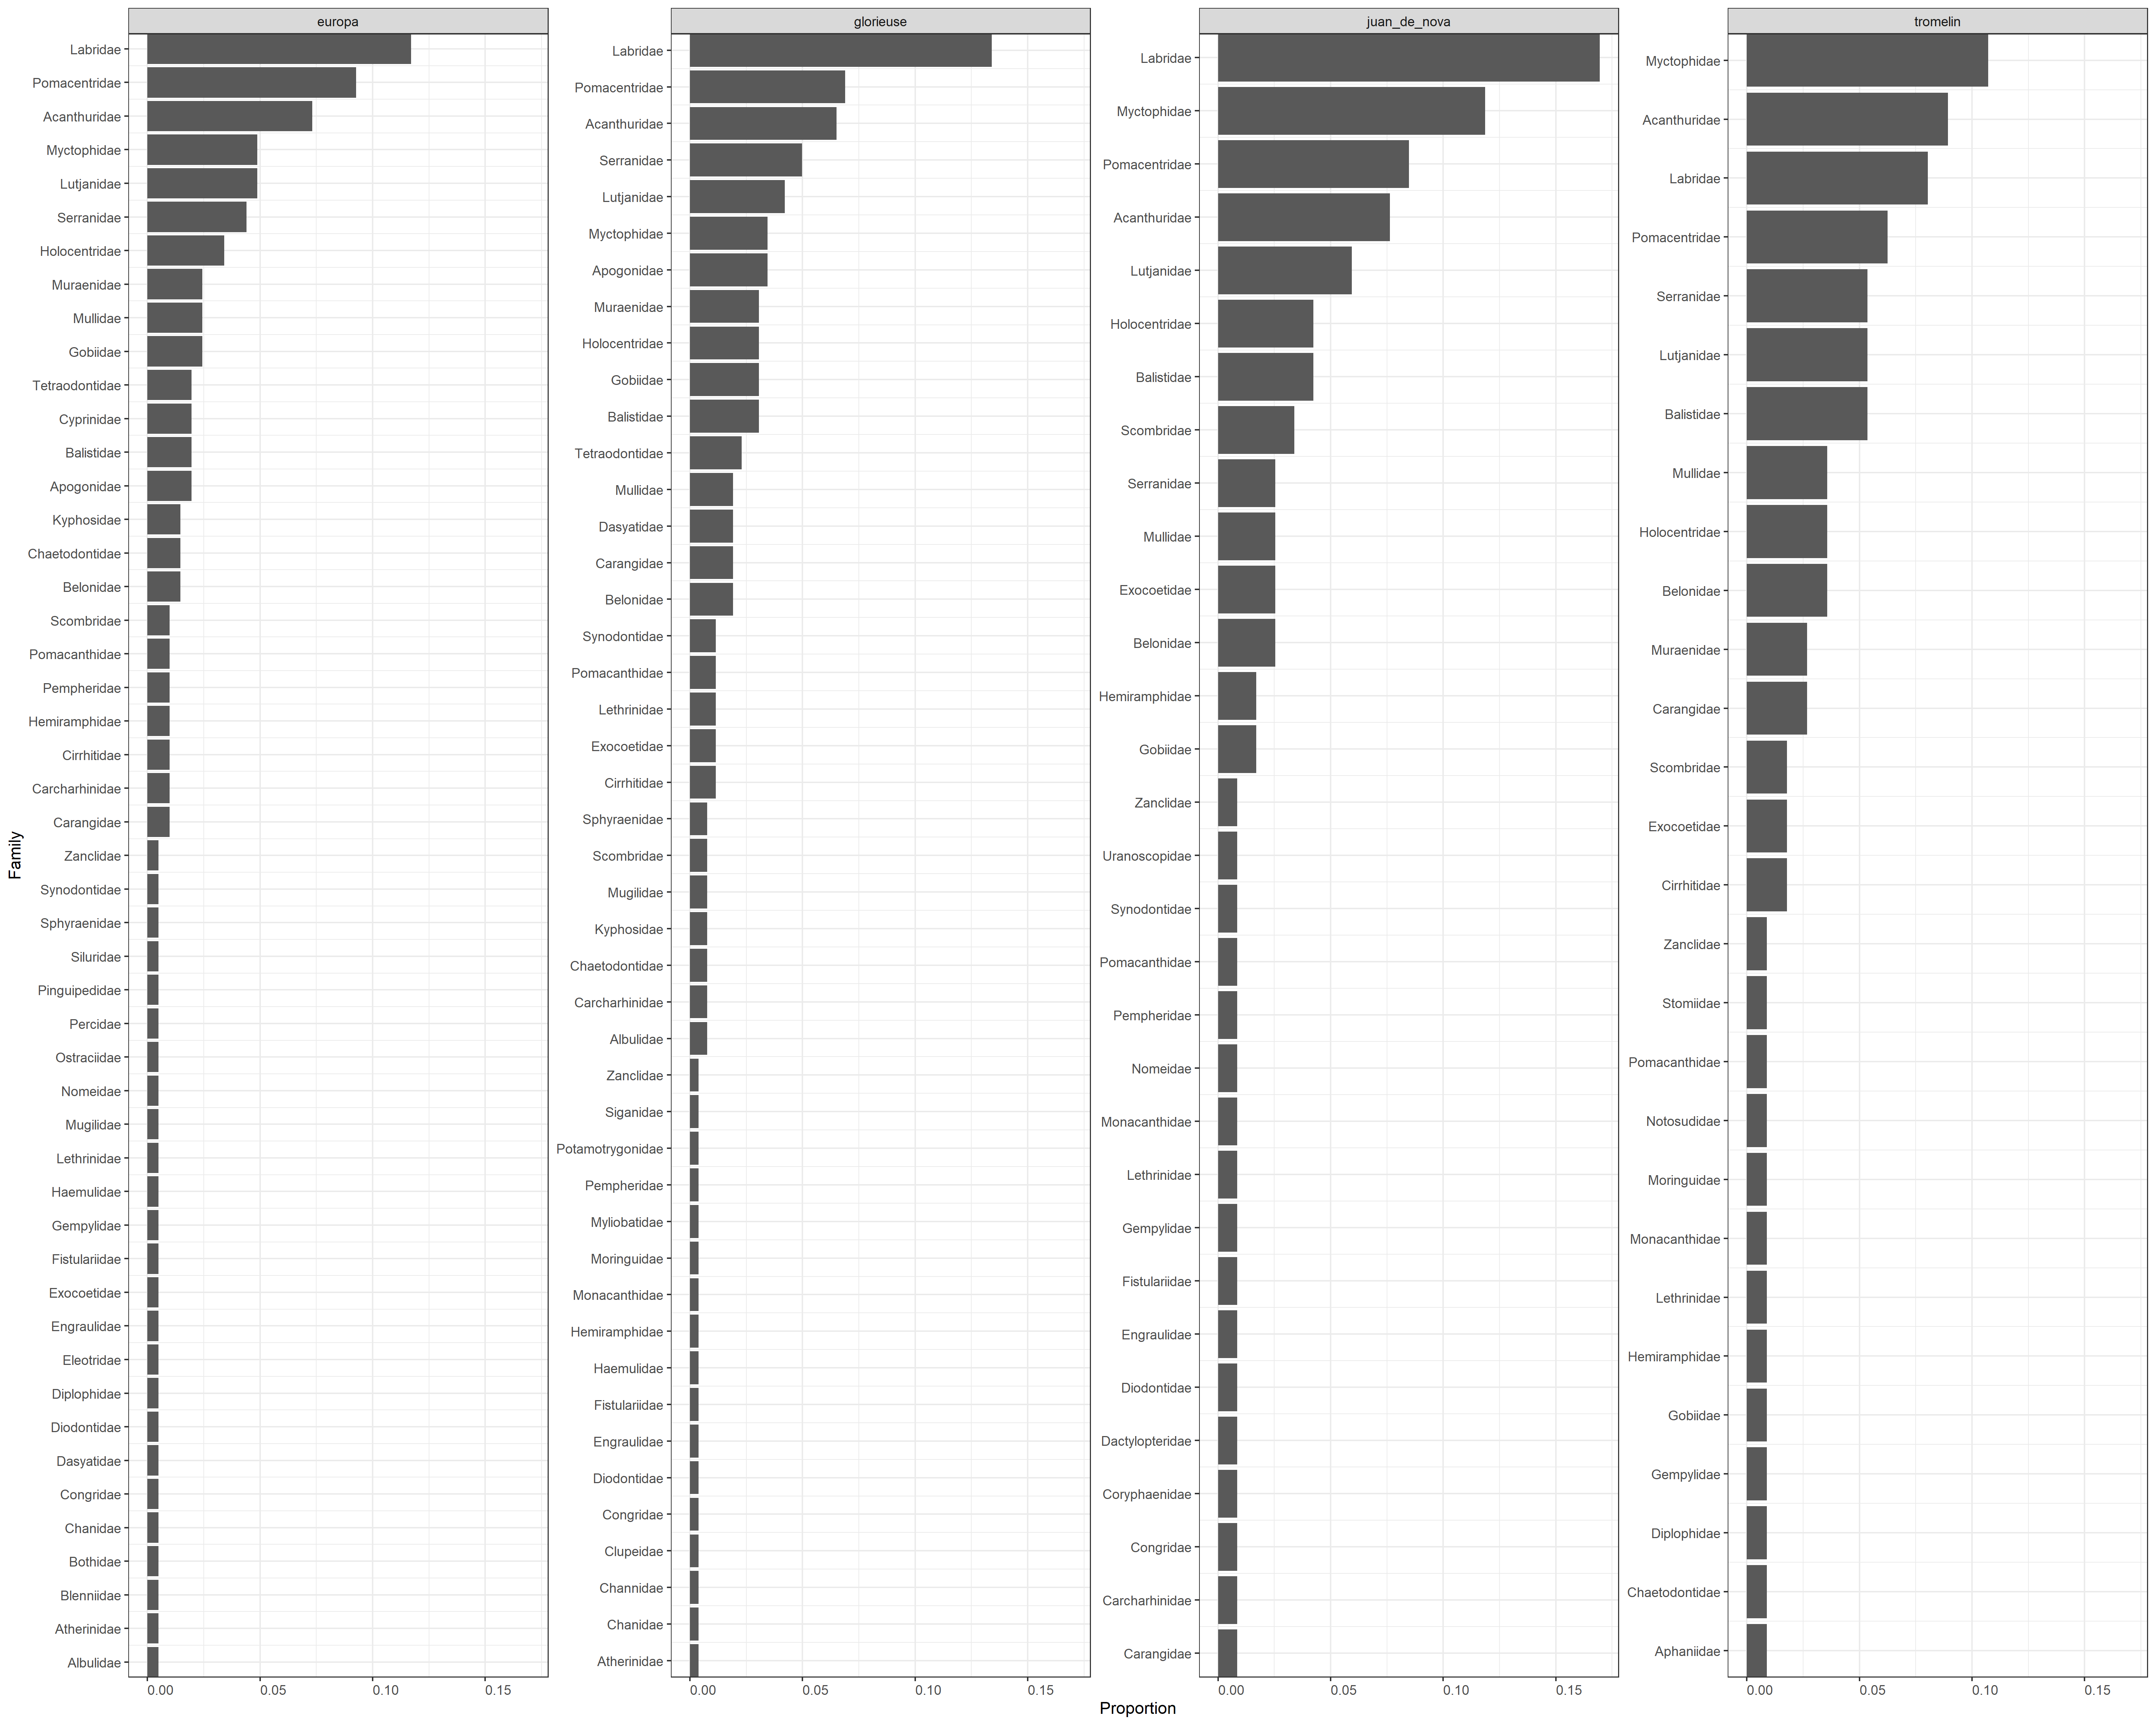 europa
Labridae
Pomacentridae
Acanthuridae
Myctophidae
Lutjanidae
Serranidae
Holocentridae
Muraenidae
Mullidae
Gobiidae
Tetraodontidae
Cyprinidae
Balistidae
Apogonidae
Kyphosidae
Chaetodontidae
Belonidae
Scombridae
Pomacanthidae
Pempheridae
Hemiramphidae
Cirrhitidae
Carcharhinidae
Carangidae
Zanclidae
Synodontidae
Sphyraenidae
Siluridae
Pinguipedidae
Percidae
Ostraciidae
Nomeidae
Mugilidae
Lethrinidae
Haemulidae
Gempylidae
Fistulariidae
Exocoetidae
Engraulidae
Eleotridae
Diplophidae
Diodontidae
Dasyatidae
Congridae
Chanidae
Bothidae
Blenniidae
Atherinidae
Albulidae
0.00 0.05 0.10 0.15
glorieuse
Labridae
Pomacentridae
Acanthuridae
Serranidae
Lutjanidae
Myctophidae
Apogonidae
Muraenidae
Holocentridae
Gobiidae
Balistidae
Tetraodontidae
Mullidae
Dasyatidae
Carangidae
Belonidae
Synodontidae
Pomacanthidae
Lethrinidae
Exocoetidae
Cirrhitidae
Sphyraenidae
Scombridae
Mugilidae
Kyphosidae
Chaetodontidae
Carcharhinidae
Albulidae
Zanclidae
Siganidae
Potamotrygonidae
Pempheridae
Myliobatidae
Moringuidae
Monacanthidae
Hemiramphidae
Haemulidae
Fistulariidae
Engraulidae
Diodontidae
Congridae
Clupeidae
Channidae
Chanidae
Atherinidae
0.00 0.05 0.10 0.15
juan_de_nova
Labridae
Myctophidae
Pomacentridae
Acanthuridae
Lutjanidae
Holocentridae
Balistidae
Scombridae
Serranidae
Mullidae
Exocoetidae
Belonidae
Hemiramphidae
Gobiidae
Zanclidae
Uranoscopidae
Synodontidae
Pomacanthidae
Pempheridae
Nomeidae
Monacanthidae
Lethrinidae
Gempylidae
Fistulariidae
Engraulidae
Diodontidae
Dactylopteridae
Coryphaenidae
Congridae
Carcharhinidae
Carangidae
0.00 0.05 0.10 0.15
tromelin
Myctophidae
Acanthuridae
Labridae
Pomacentridae
Serranidae
Lutjanidae
Balistidae
Mullidae
Holocentridae
Belonidae
Muraenidae
Carangidae
Scombridae
Exocoetidae
Cirrhitidae
Zanclidae
Stomiidae
Pomacanthidae
Notosudidae
Moringuidae
Monacanthidae
Lethrinidae
Hemiramphidae
Gobiidae
Gempylidae
Diplophidae
Chaetodontidae
Aphaniidae
0.00 0.05 0.10 0.15
Family
Proportion